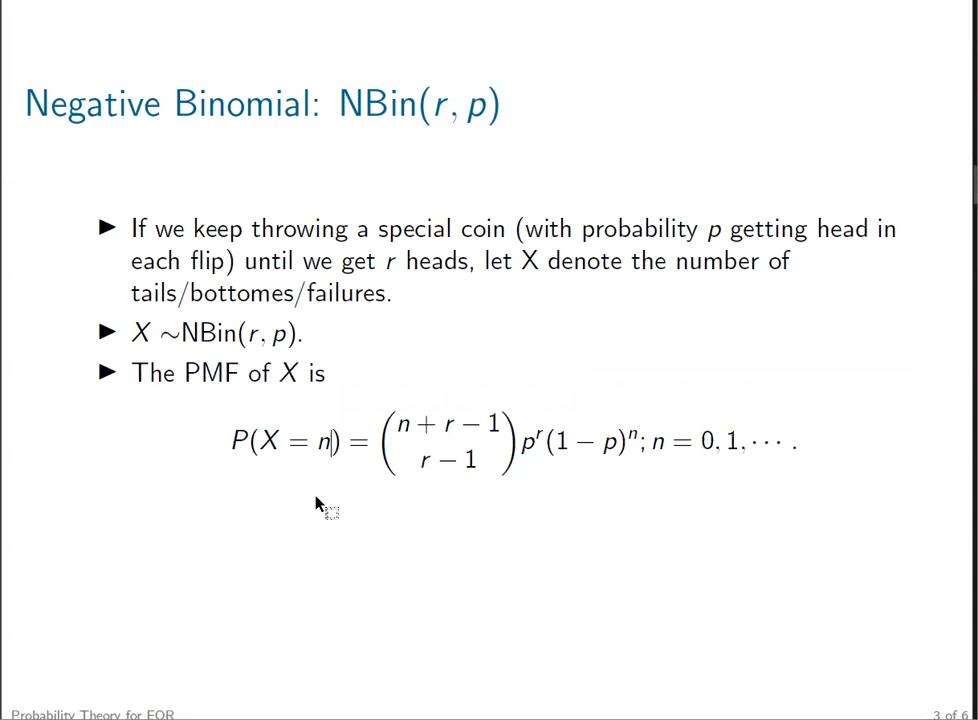 Negative Binomial: NBin(r, p)
▶ If we keep throwing a special coin (with probability p getting head in
each flip) until we get r heads, let X denote the number of
tails/bottomes/failures.
▶ X ∼NBin(r, p).
▶ The PMF of X is
P(X = n) = \binom{n + r − 1}{r − 1} p^r (1 − p)^n; n = 0, 1, ⋯ .
Probability Theory for EOR
3 of 6